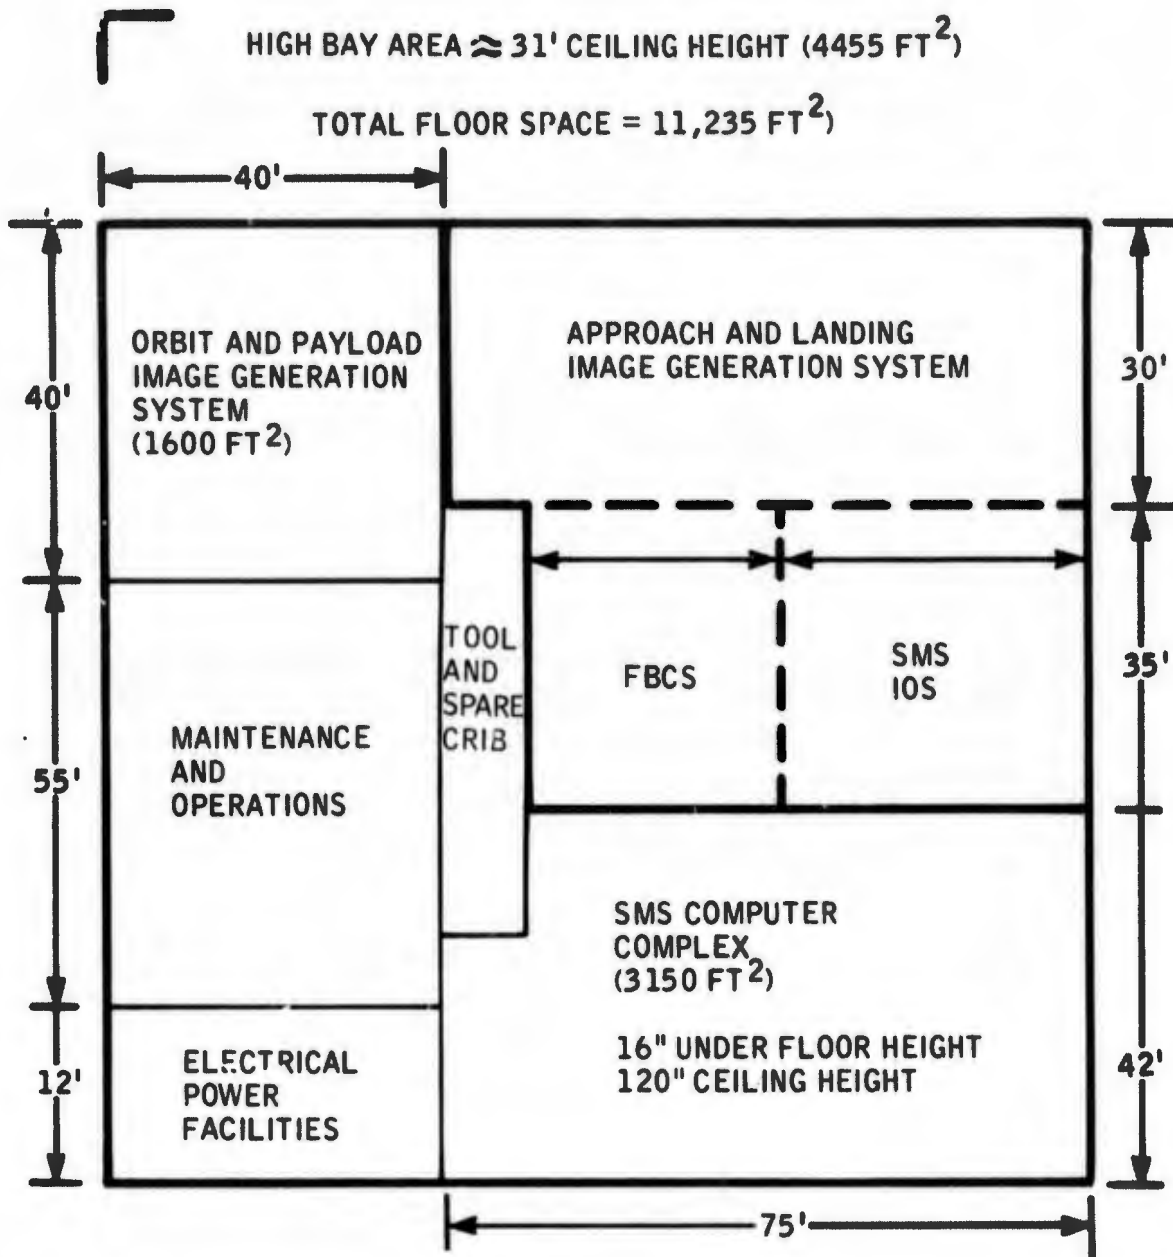 HIGH BAY AREA ≈ 31' CEILING HEIGHT (4455 FT²)
TOTAL FLOOR SPACE = 11,235 FT²)
40'
40'
ORBIT AND PAYLOAD
IMAGE GENERATION
SYSTEM
(1600 FT²)
APPROACH AND LANDING
IMAGE GENERATION SYSTEM
30'
55'
MAINTENANCE
AND
OPERATIONS
TOOL
AND
SPARE
CRIB
FBCS
SMS
IOS
35'
12'
ELECTRICAL
POWER
FACILITIES
SMS COMPUTER
COMPLEX
(3150 FT²)
16" UNDER FLOOR HEIGHT
120" CEILING HEIGHT
42'
75'